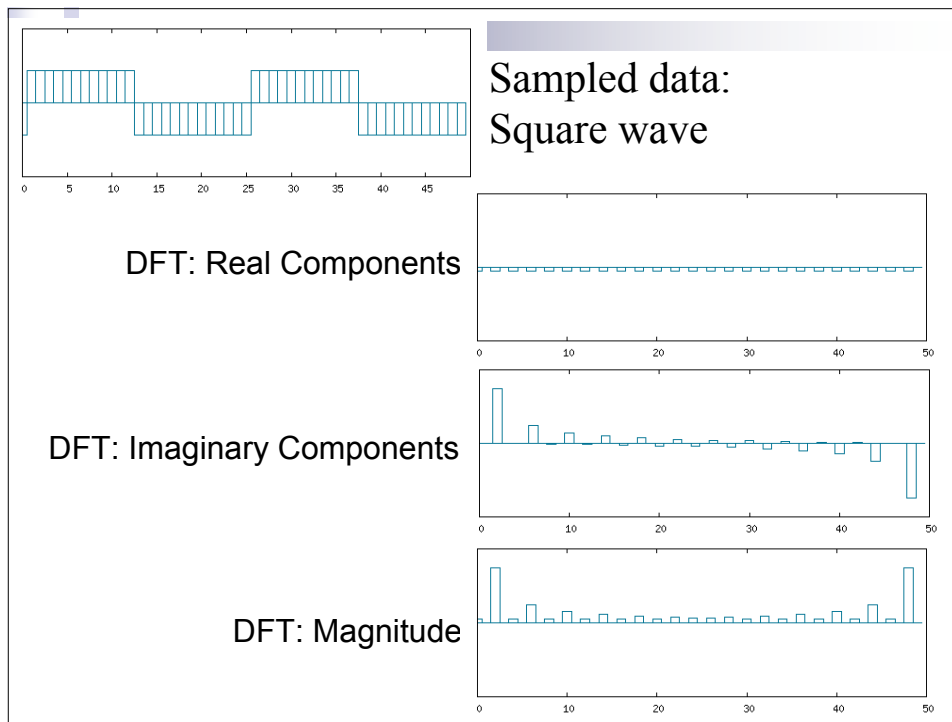 Sampled data:
Square wave
0 5 10 15 20 25 30 35 40 45
DFT: Real Components
0 10 20 30 40 50
DFT: Imaginary Components
0 10 20 30 40 50
DFT: Magnitude
0 10 20 30 40 50